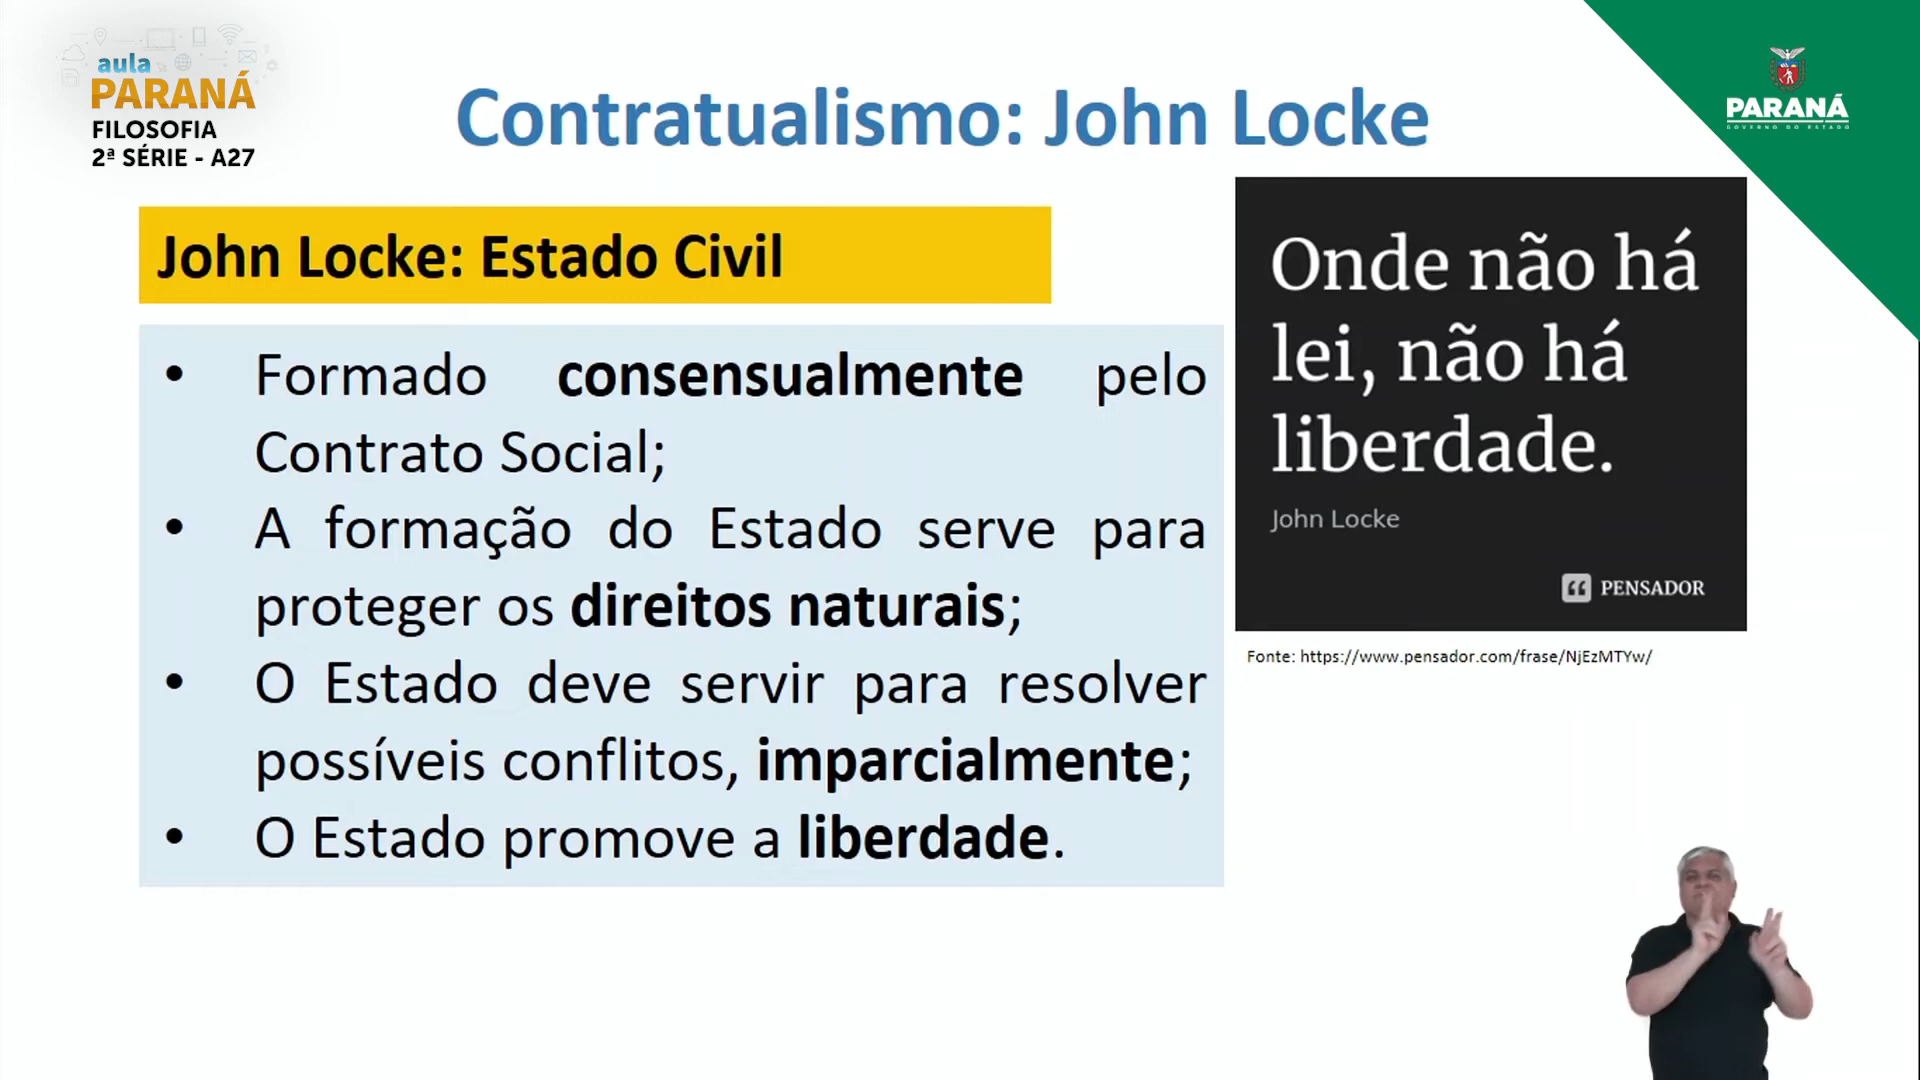 aula
PARANÁ
FILOSOFIA
2ª SÉRIE - A27
Contratualismo: John Locke
PARANÁ
GOVERNO DO ESTADO
John Locke: Estado Civil
• Formado consensualmente pelo
Contrato Social;
• A formação do Estado serve para
proteger os direitos naturais;
• O Estado deve servir para resolver
possíveis conflitos, imparcialmente;
• O Estado promove a liberdade.
Onde não há
lei, não há
liberdade.
John Locke
PENSADOR
Fonte: https://www.pensador.com/frase/NjEzMTYw/